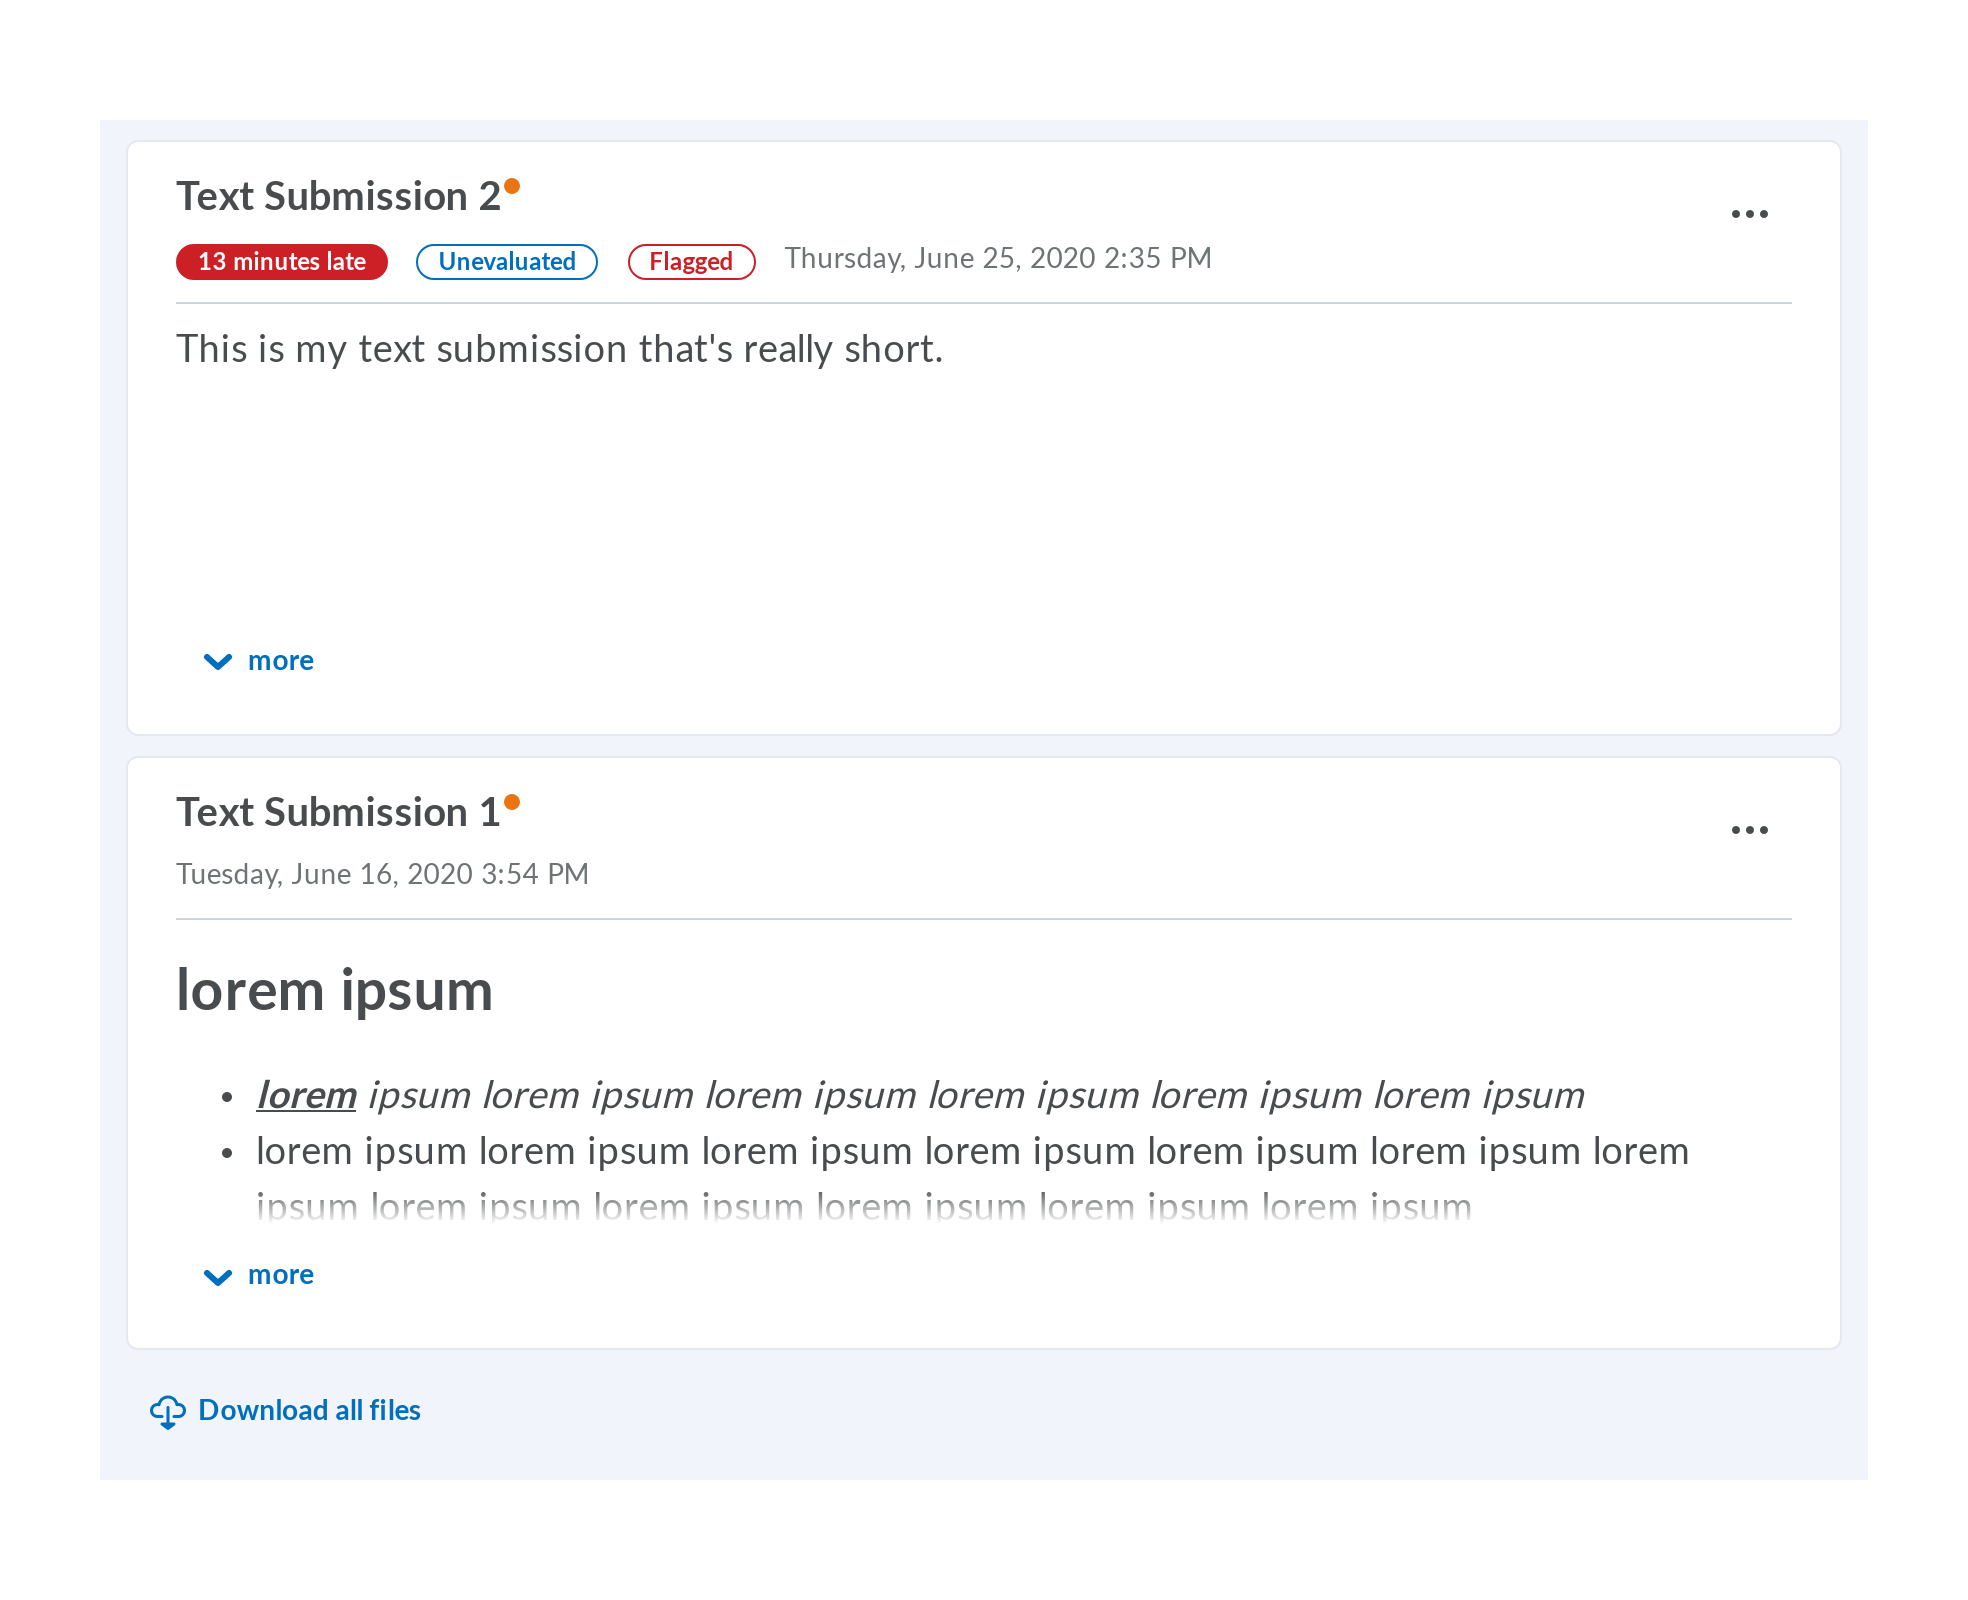 Text Submission 2
13 minutes late Unevaluated Flagged Thursday, June 25, 2020 2:35 PM
This is my text submission that's really short.
more
Text Submission 1
Tuesday, June 16, 2020 3:54 PM
lorem ipsum
• lorem ipsum lorem ipsum lorem ipsum lorem ipsum lorem ipsum lorem ipsum
• lorem ipsum lorem ipsum lorem ipsum lorem ipsum lorem ipsum lorem ipsum lorem
ipsum lorem ipsum lorem ipsum lorem ipsum lorem ipsum lorem ipsum
more
Download all files